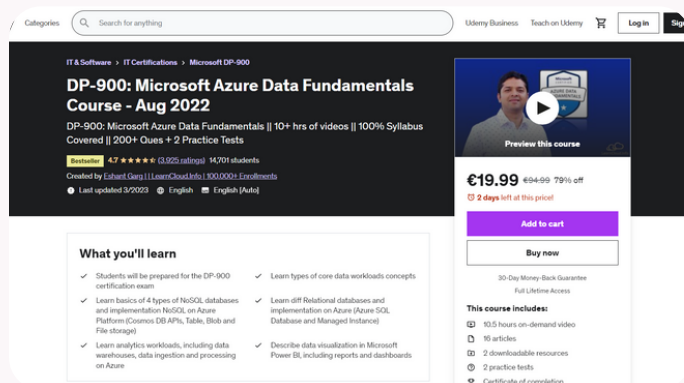 Categories
Search for anything
Udemy Business
Teach on Udemy
Log in
Sig
IT & Software > IT Certifications > Microsoft DP-900
DP-900: Microsoft Azure Data Fundamentals
Course - Aug 2022
DP-900: Microsoft Azure Data Fundamentals || 10+ hrs of videos || 100% Syllabus
Covered || 200+ Ques + 2 Practice Tests
Bestseller 4.7 (3,925 ratings) 14,701 students
Created by Eshant Garg | | LearnCloud.Info | 100,000+ Enrollments
Last updated 3/2023 English English [Auto]
AZURE DATA
FUNDAMENTALS
Preview this course
€19.99 €94.99 79% off
2 days left at this price!
Add to cart
Buy now
30-Day Money-Back Guarantee
Full Lifetime Access
This course includes:
10.5 hours on-demand video
16 articles
2 downloadable resources
2 practice tests
Certificate of completion
What you'll learn
Students will be prepared for the DP-900
certification exam
Learn basics of 4 types of NoSQL databases
and implementation NoSQL on Azure
Platform (Cosmos DB APIs, Table, Blob and
File storage)
Learn analytics workloads, including data
warehouses, data ingestion and processing
on Azure
Learn types of core data workloads concepts
Learn diff Relational databases and
implementation on Azure (Azure SQL
Database and Managed Instance)
Describe data visualization in Microsoft
Power BI, including reports and dashboards